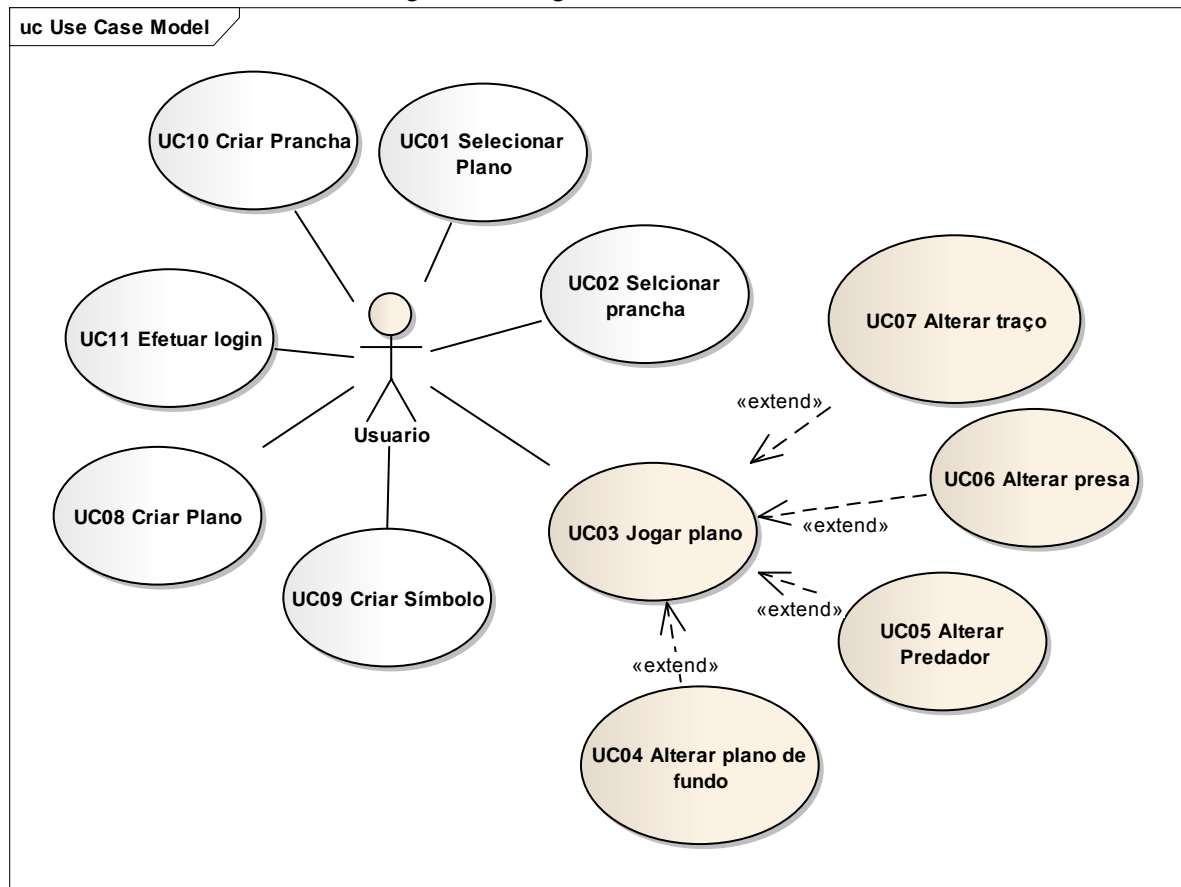 uc Use Case Model
UC10 Criar Prancha
UC01 Selecionar
Plano
UC02 Selcionar
prancha
UC07 Alterar traço
UC11 Efetuar login
«extend»
Usuario
UC06 Alterar presa
UC08 Criar Plano
UC03 Jogar plano
«extend»
UC09 Criar Símbolo
«extend»
UC05 Alterar
Predador
«extend»
UC04 Alterar plano de
fundo